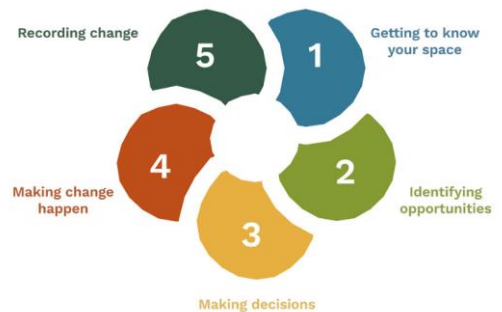 1
Getting to know
your space
2
Identifying
opportunities
3
Making decisions
4
Making change
happen
5
Recording change